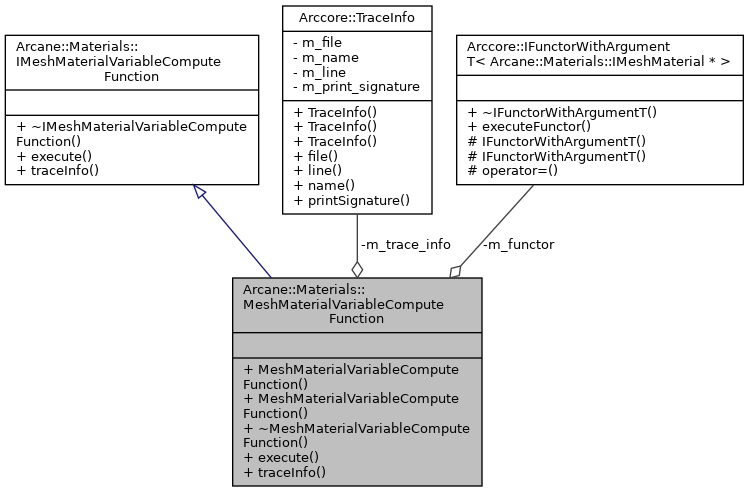 Arcane::Materials::
IMeshMaterialVariableCompute
Function
+ ~IMeshMaterialVariableCompute
Function()
+ execute()
+ traceInfo()
Arccore::TraceInfo
- m_file
- m_name
- m_line
- m_print_signature
+ TraceInfo()
+ TraceInfo()
+ TraceInfo()
+ file()
+ line()
+ name()
+ printSignature()
Arccore::IFunctorWithArgument
T< Arcane::Materials::IMeshMaterial * >
+ ~IFunctorWithArgumentT()
+ executeFunctor()
# IFunctorWithArgumentT()
# IFunctorWithArgumentT()
# operator=()
-m_trace_info
-m_functor
Arcane::Materials::
MeshMaterialVariableCompute
Function
+ MeshMaterialVariableCompute
Function()
+ MeshMaterialVariableCompute
Function()
+ ~MeshMaterialVariableCompute
Function()
+ execute()
+ traceInfo()